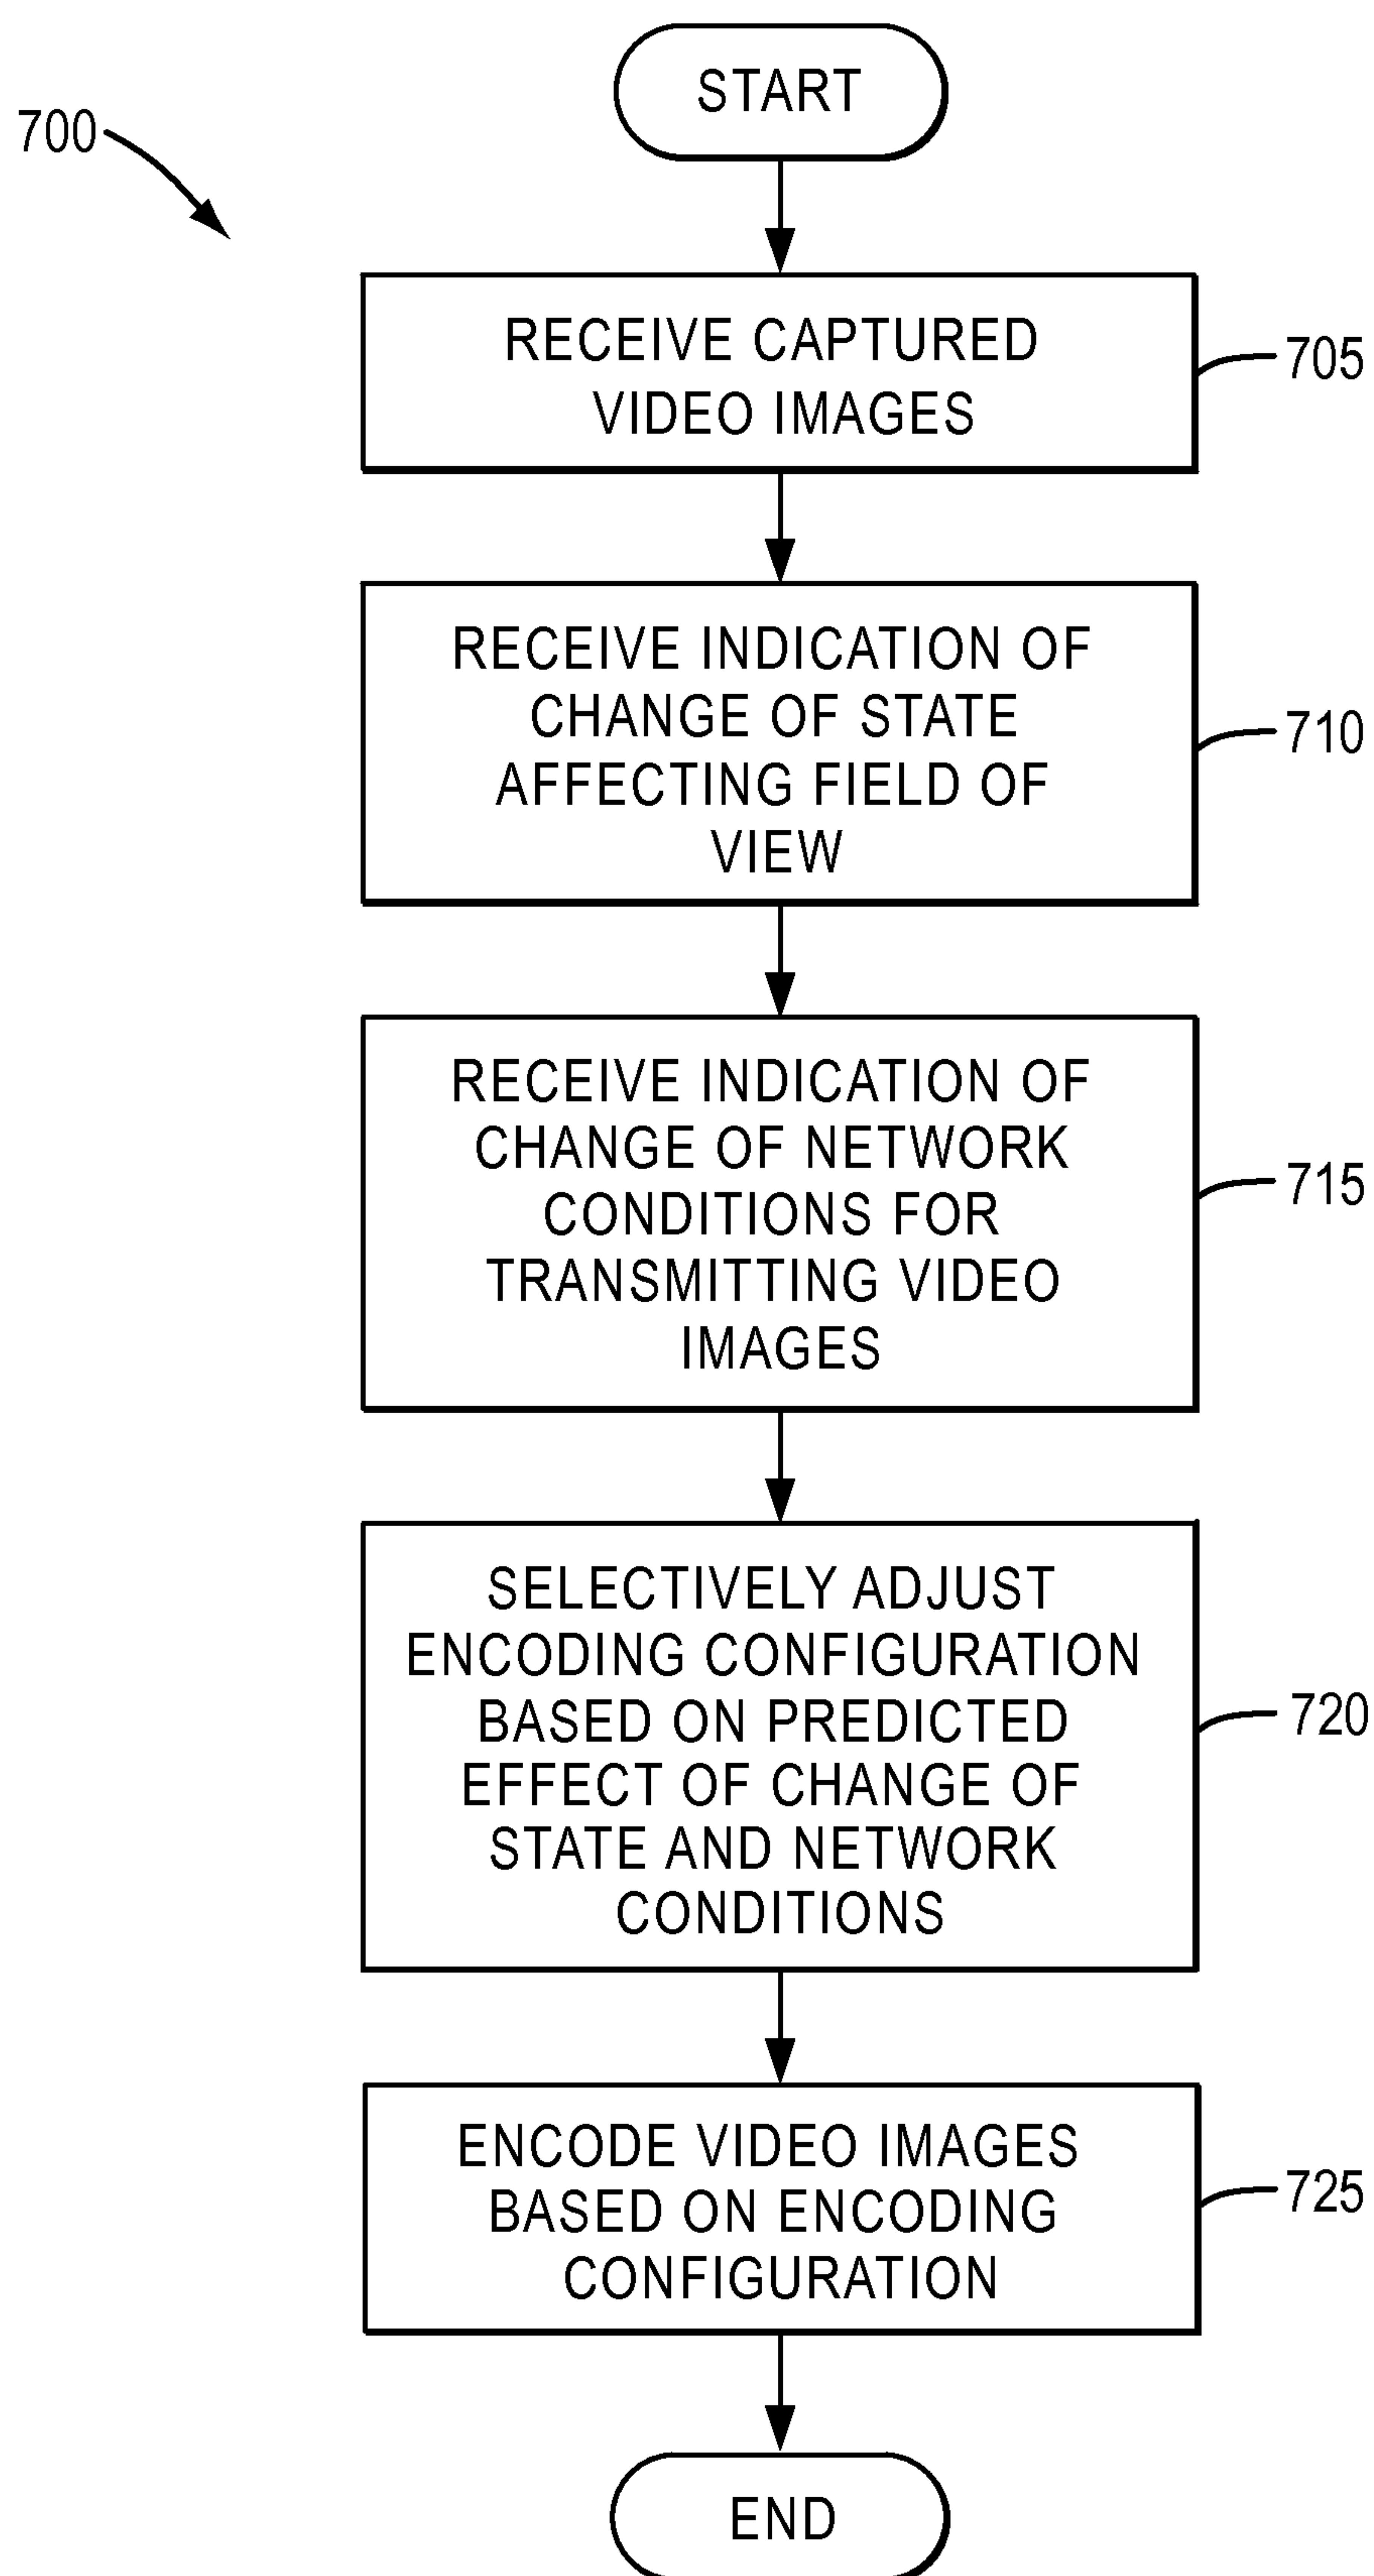 START
700
RECEIVE CAPTURED
VIDEO IMAGES
705
RECEIVE INDICATION OF
CHANGE OF STATE
AFFECTING FIELD OF
VIEW
710
RECEIVE INDICATION OF
CHANGE OF NETWORK
CONDITIONS FOR
TRANSMITTING VIDEO
IMAGES
715
SELECTIVELY ADJUST
ENCODING CONFIGURATION
BASED ON PREDICTED
EFFECT OF CHANGE OF
STATE AND NETWORK
CONDITIONS
720
ENCODE VIDEO IMAGES
BASED ON ENCODING
CONFIGURATION
725
END